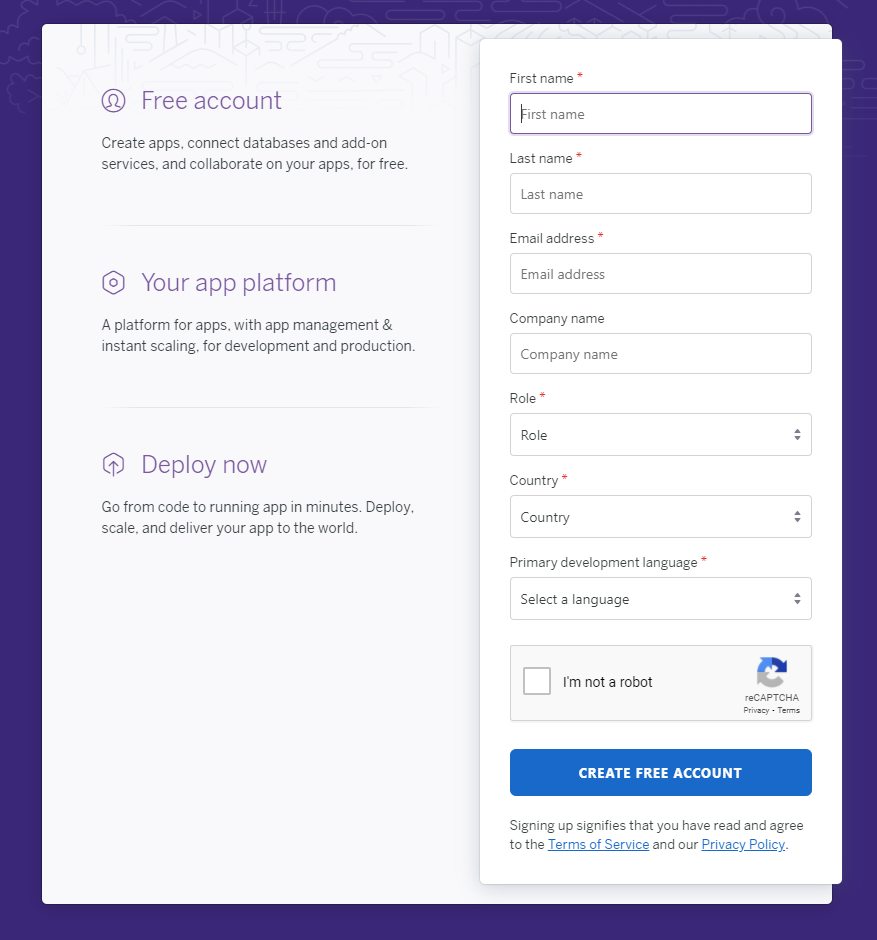 Free account
Create apps, connect databases and add-on
services, and collaborate on your apps, for free.
Your app platform
A platform for apps, with app management &
instant scaling, for development and production.
Deploy now
Go from code to running app in minutes. Deploy,
scale, and deliver your app to the world.
First name *
First name
Last name *
Last name
Email address *
Email address
Company name
Company name
Role *
Role
Country *
Country
Primary development language *
Select a language
I'm not a robot
reCAPTCHA
Privacy - Terms
CREATE FREE ACCOUNT
Signing up signifies that you have read and agree
to the Terms of Service and our Privacy Policy.